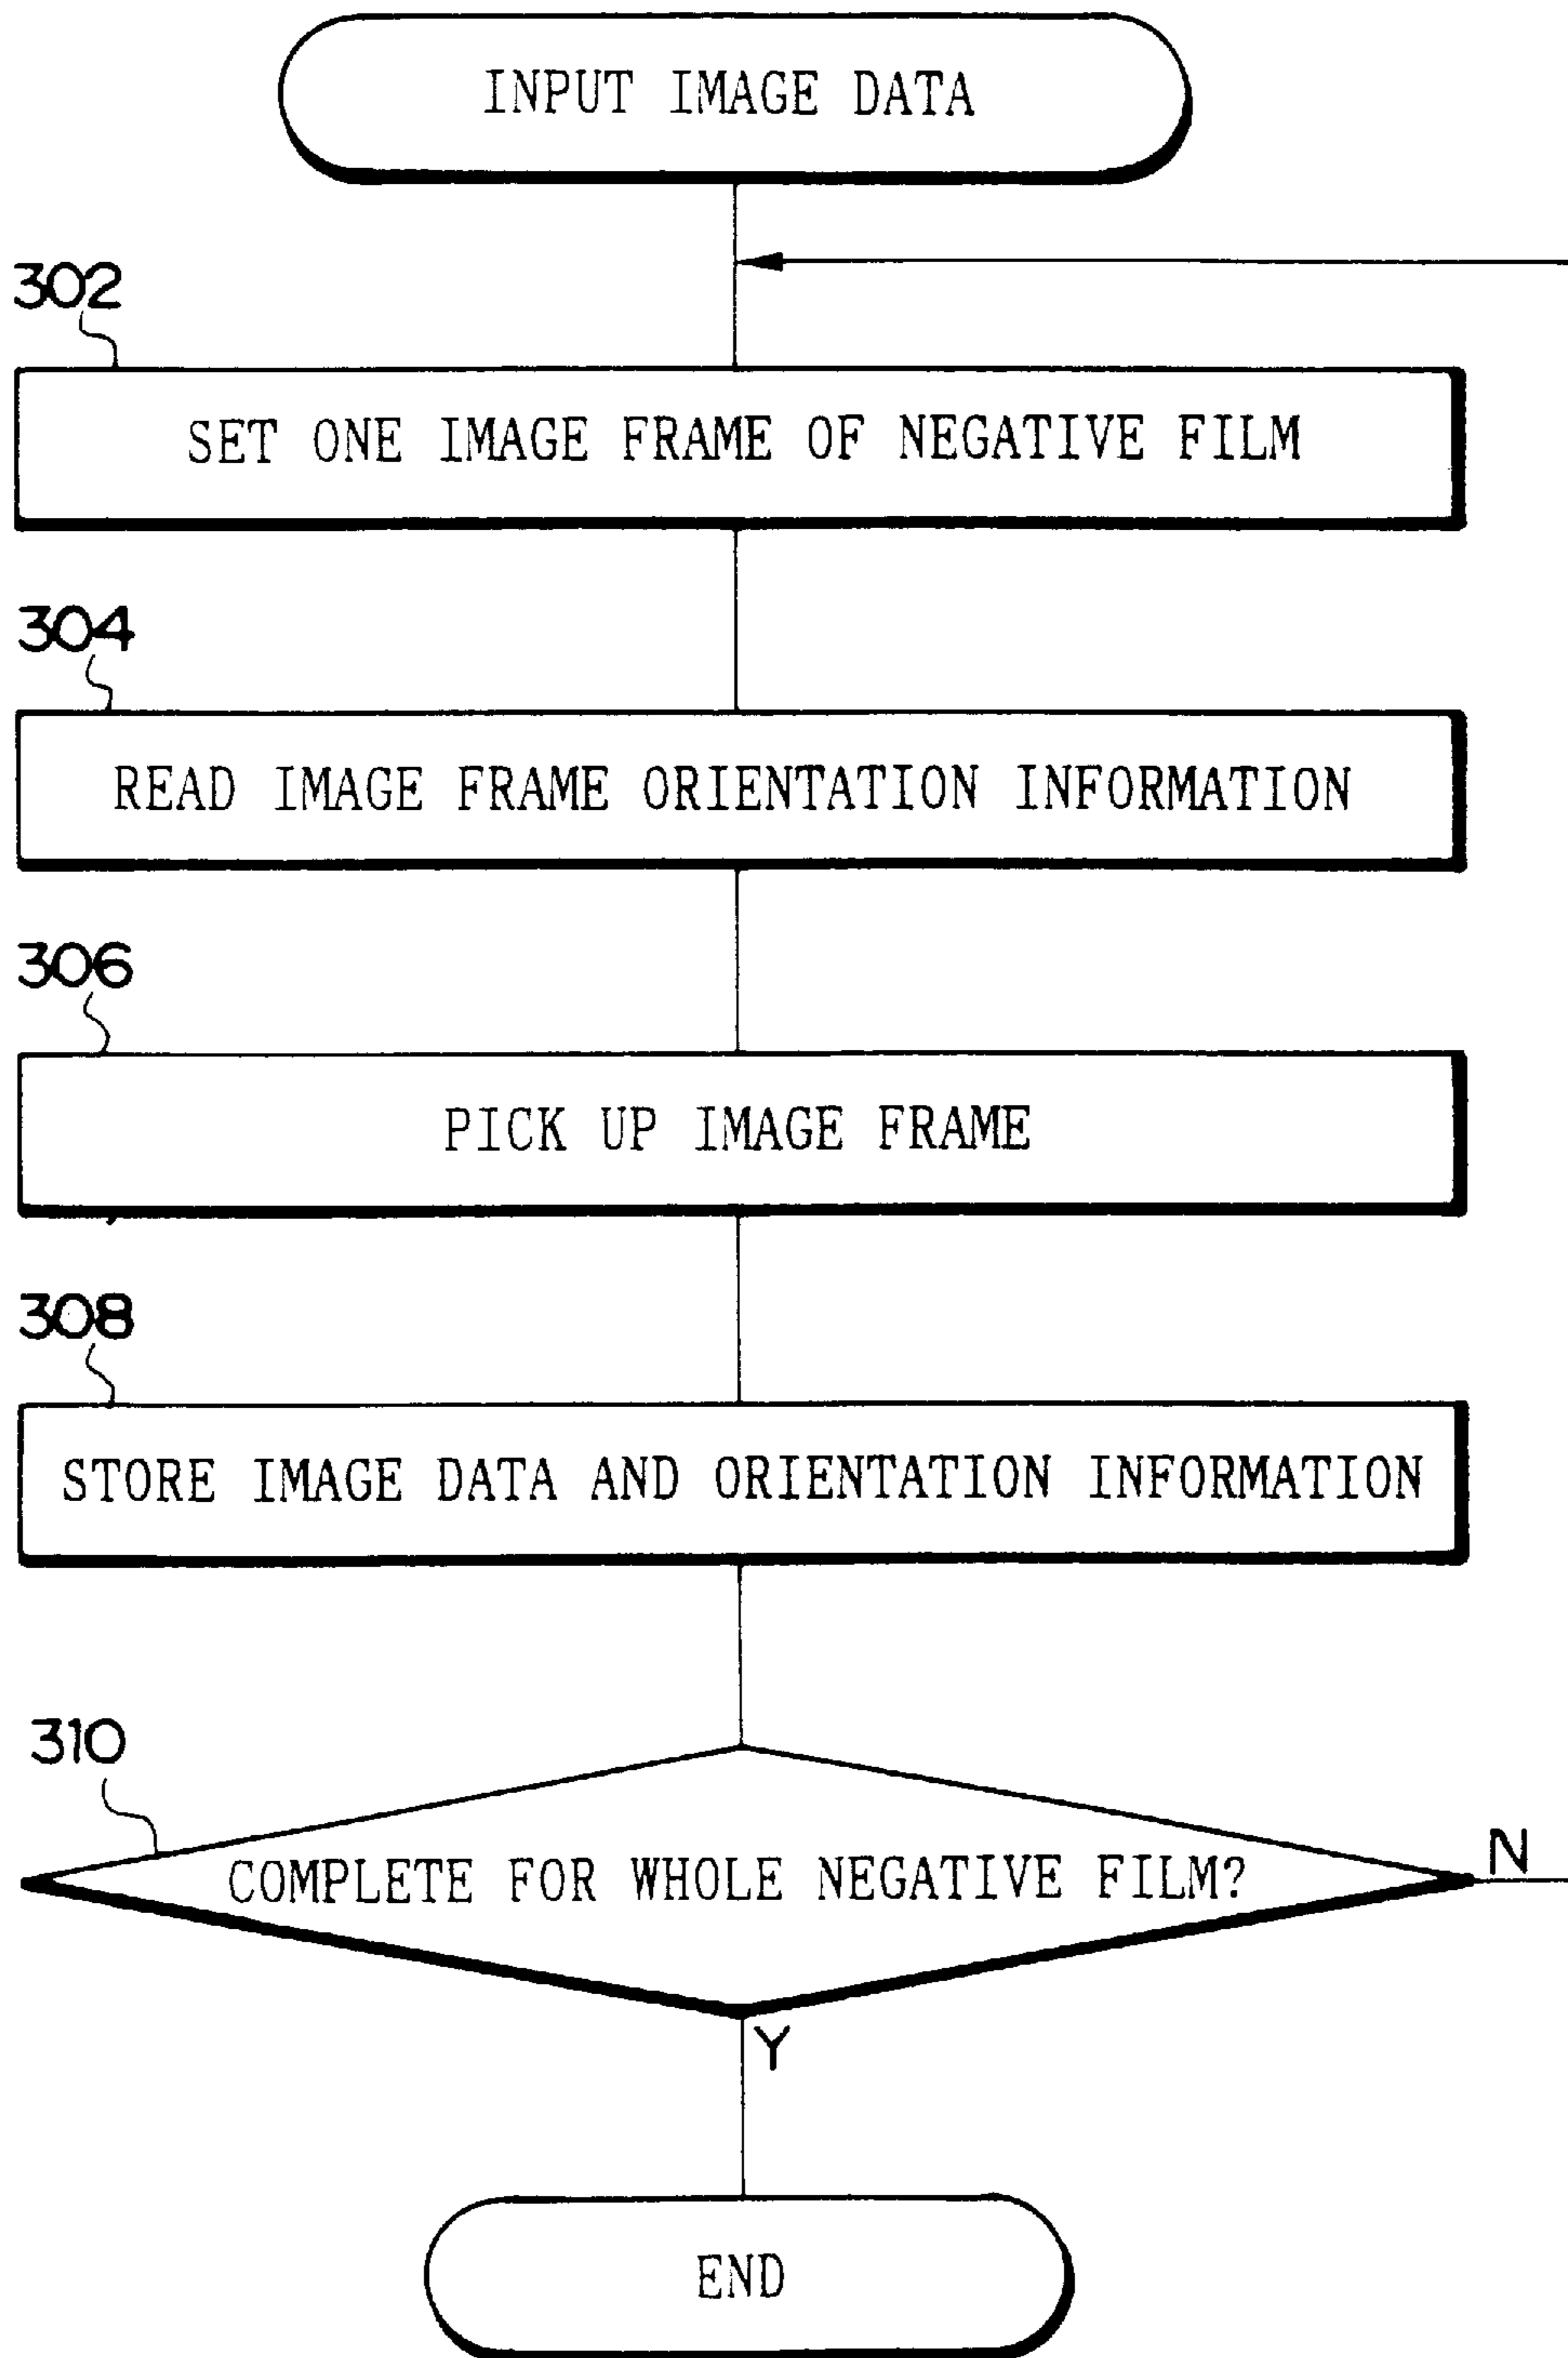 INPUT IMAGE DATA
302
SET ONE IMAGE FRAME OF NEGATIVE FILM
304
READ IMAGE FRAME ORIENTATION INFORMATION
306
PICK UP IMAGE FRAME
308
STORE IMAGE DATA AND ORIENTATION INFORMATION
310
COMPLETE FOR WHOLE NEGATIVE FILM?
N
Y
END